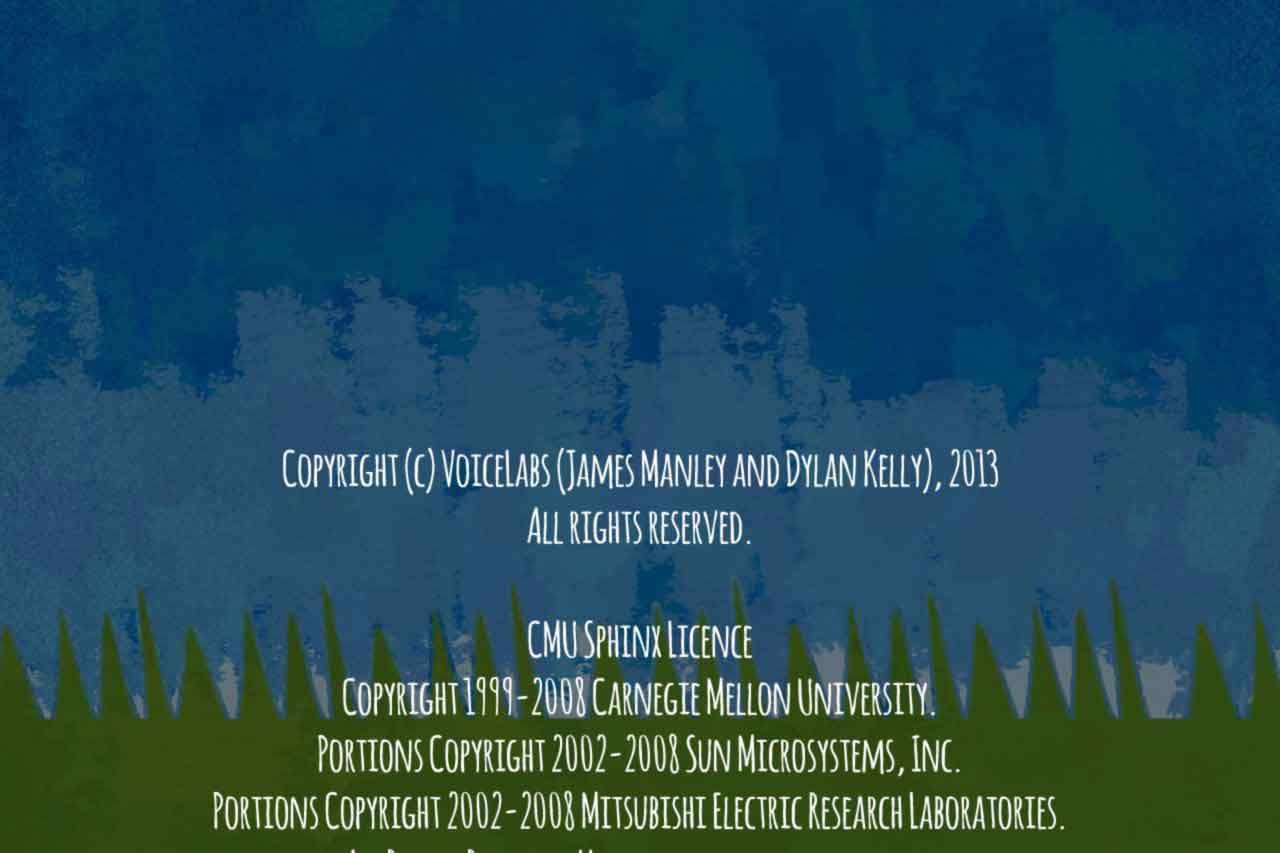 Copyright (c) VoiceLabs (James Manley and Dylan Kelly), 2013
All rights reserved.
CMU Sphinx Licence
Copyright 1999-2008 Carnegie Mellon University.
Portions Copyright 2002-2008 Sun Microsystems, Inc.
Portions Copyright 2002-2008 Mitsubishi Electric Research Laboratories.